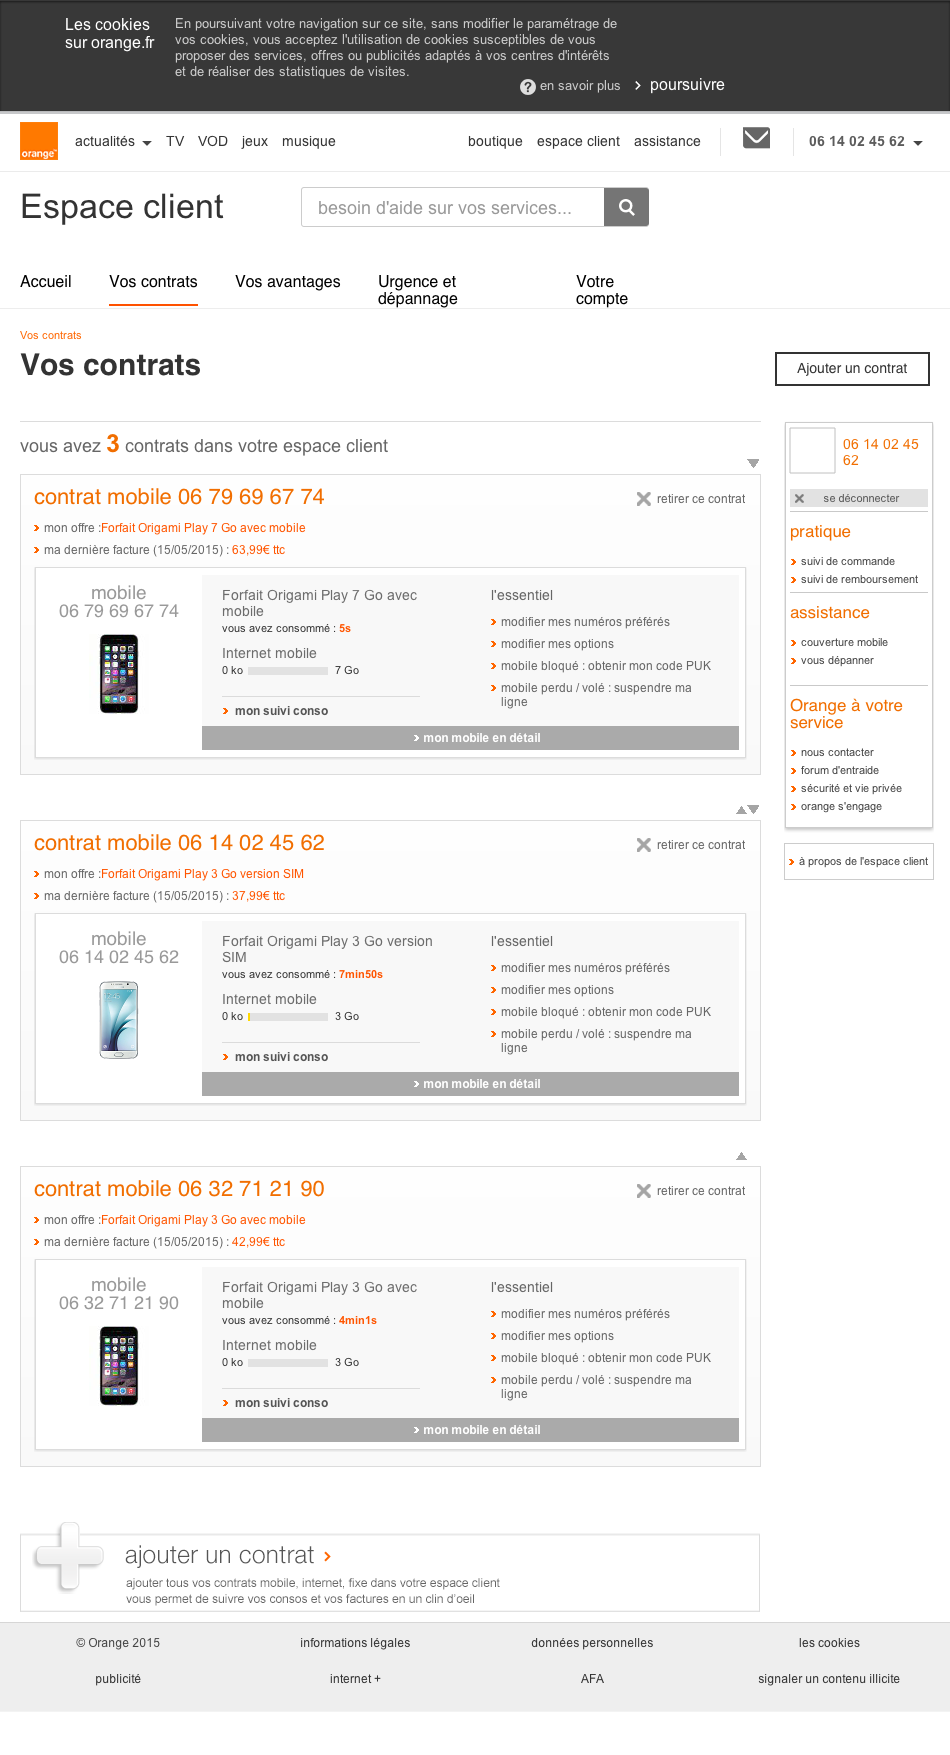 Les cookies
sur orange.fr
En poursuivant votre navigation sur ce site, sans modifier le paramétrage de
vos cookies, vous acceptez l'utilisation de cookies susceptibles de vous
proposer des services, offres ou publicités adaptés à vos centres d'intérêts
et de réaliser des statistiques de visites.
? en savoir plus
poursuivre
orange™
actualités TV VOD jeux musique
boutique espace client assistance
06 14 02 45 62
Espace client
besoin d'aide sur vos services...
Accueil
Vos contrats
Vos avantages
Urgence et
dépannage
Votre
compte
Vos contrats
Vos contrats
Ajouter un contrat
vous avez 3 contrats dans votre espace client
contrat mobile 06 79 69 67 74
retirer ce contrat
mon offre :Forfait Origami Play 7 Go avec mobile
ma dernière facture (15/05/2015) : 63,99€ ttc
mobile
06 79 69 67 74
Forfait Origami Play 7 Go avec
mobile
vous avez consommé : 5s
Internet mobile
0 ko 7 Go
mon suivi conso
l'essentiel
modifier mes numéros préférés
modifier mes options
mobile bloqué : obtenir mon code PUK
mobile perdu / volé : suspendre ma
ligne
mon mobile en détail
contrat mobile 06 14 02 45 62
retirer ce contrat
mon offre :Forfait Origami Play 3 Go version SIM
ma dernière facture (15/05/2015) : 37,99€ ttc
mobile
06 14 02 45 62
Forfait Origami Play 3 Go version
SIM
vous avez consommé : 7min50s
Internet mobile
0 ko 3 Go
mon suivi conso
l'essentiel
modifier mes numéros préférés
modifier mes options
mobile bloqué : obtenir mon code PUK
mobile perdu / volé : suspendre ma
ligne
mon mobile en détail
contrat mobile 06 32 71 21 90
retirer ce contrat
mon offre :Forfait Origami Play 3 Go avec mobile
ma dernière facture (15/05/2015) : 42,99€ ttc
mobile
06 32 71 21 90
Forfait Origami Play 3 Go avec
mobile
vous avez consommé : 4min1s
Internet mobile
0 ko 3 Go
mon suivi conso
l'essentiel
modifier mes numéros préférés
modifier mes options
mobile bloqué : obtenir mon code PUK
mobile perdu / volé : suspendre ma
ligne
mon mobile en détail
06 14 02 45
62
se déconnecter
pratique
suivi de commande
suivi de remboursement
assistance
couverture mobile
vous dépanner
Orange à votre
service
nous contacter
forum d'entraide
sécurité et vie privée
orange s'engage
à propos de l'espace client
ajouter un contrat
ajouter tous vos contrats mobile, internet, fixe dans votre espace client
vous permet de suivre vos consos et vos factures en un clin d'oeil
© Orange 2015 informations légales données personnelles les cookies
publicité internet + AFA signaler un contenu illicite